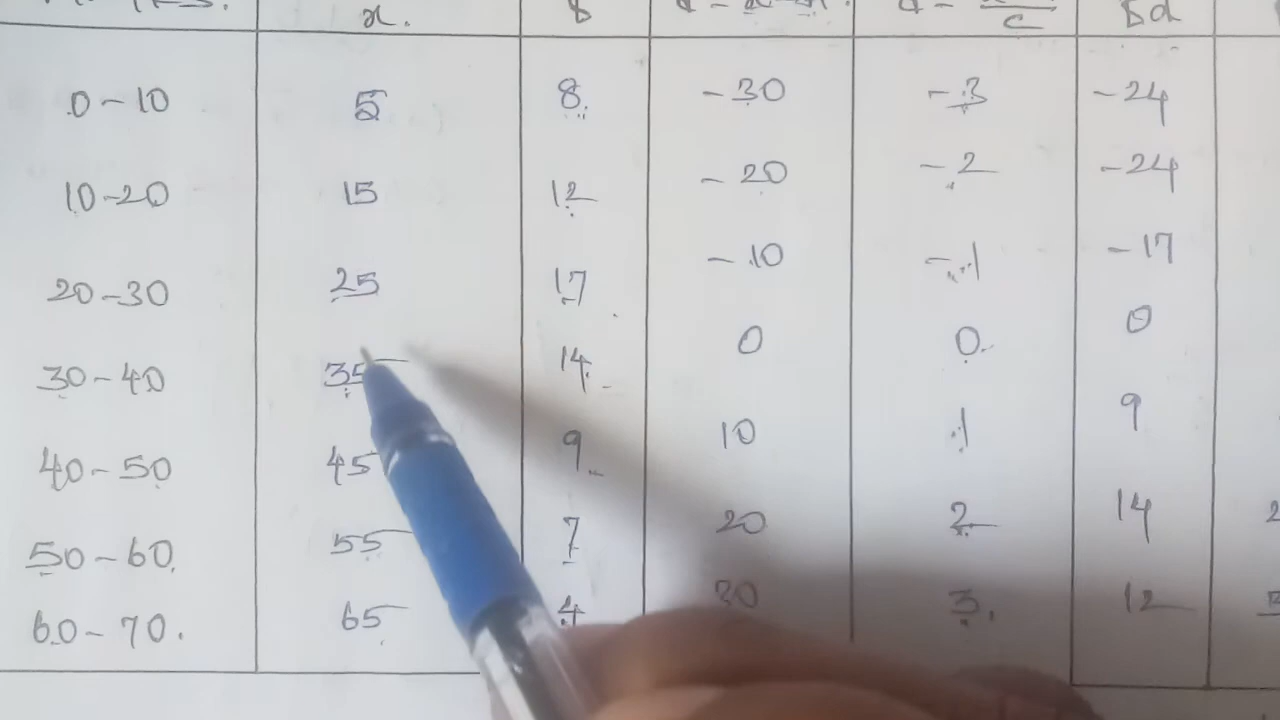 x. f
c fd
0-10 5 8 -30 -3 -24
10-20 15 12 -20 -2 -24
20-30 25 17 -10 -1 -17
30-40 35 14 0 0 0
40-50 45 9 10 1 9
50-60 55 7 20 2 14
60-70. 65 4 30 3 12